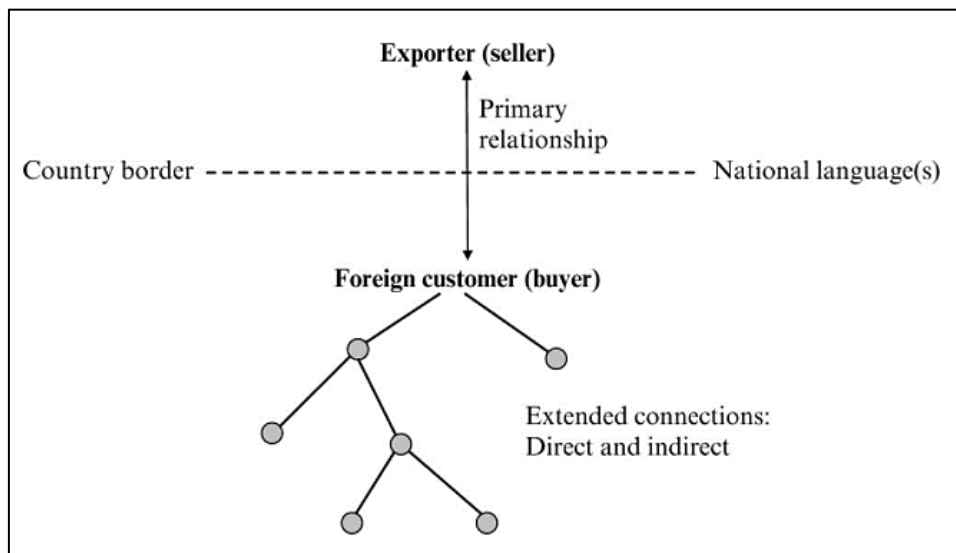 Exporter (seller)
Primary
relationship
Country border
National language(s)
Foreign customer (buyer)
Extended connections:
Direct and indirect